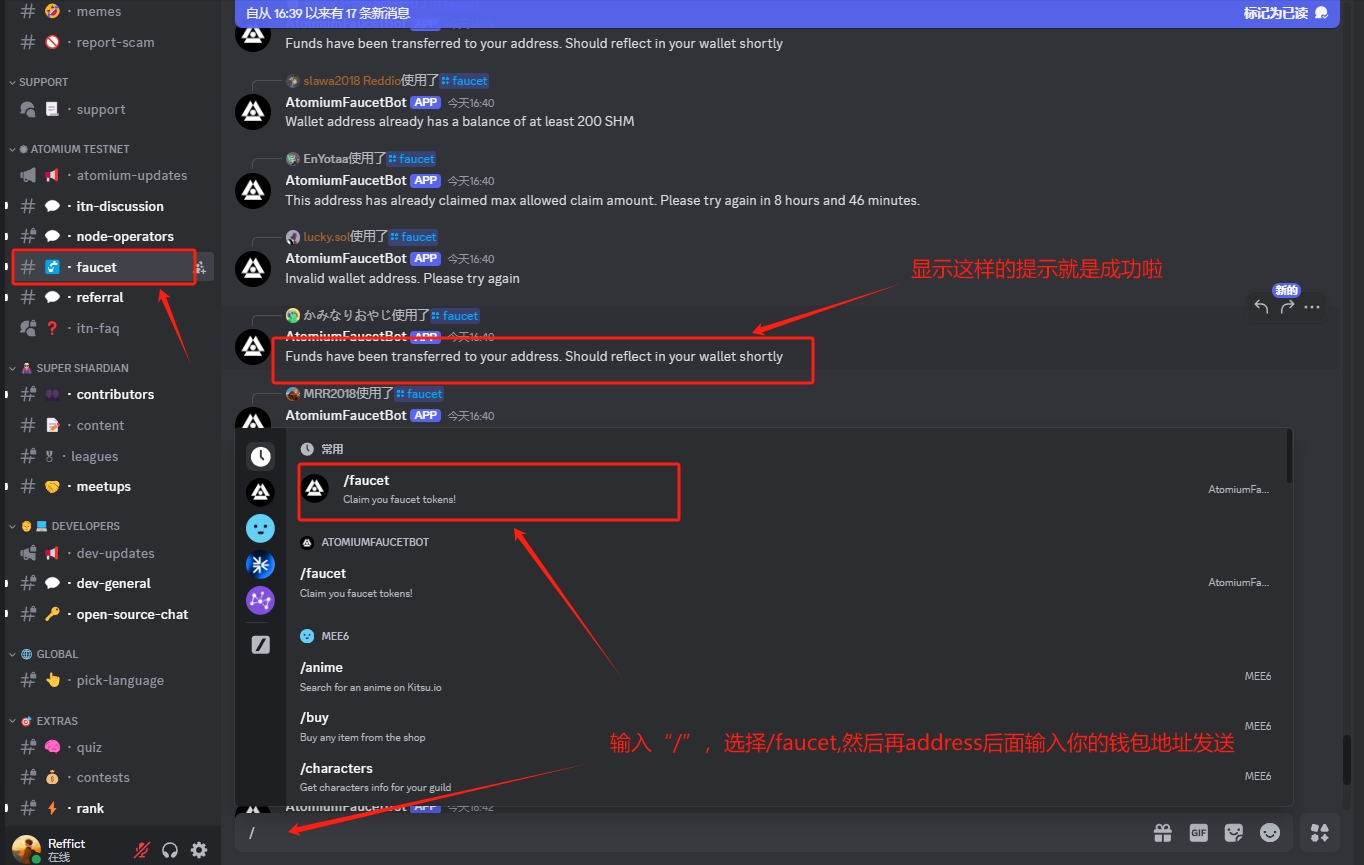 memes
report-scam
SUPPORT
support
ATOMIUM TESTNET
atomium-updates
itn-discussion
node-operators
faucet
referral
itn-faq
SUPER SHARDIAN
contributors
content
leagues
meetups
DEVELOPERS
dev-updates
dev-general
open-source-chat
GLOBAL
pick-language
EXTRAS
quiz
contests
rank
Reffict
在线
自从 16:39 以来有 17 条新消息
标记为已读
Funds have been transferred to your address. Should reflect in your wallet shortly
slawa2018 Reddio使用了 faucet
AtomiumFaucetBot APP 今天16:40
Wallet address already has a balance of at least 200 SHM
EnYotaa使用了 faucet
AtomiumFaucetBot APP 今天16:40
This address has already claimed max allowed claim amount. Please try again in 8 hours and 46 minutes.
lucky.sol使用了 faucet
AtomiumFaucetBot APP 今天16:40
Invalid wallet address. Please try again
显示这样的提示就是成功啦
新的
かみなりおやじ使用了 faucet
AtomiumFaucetBot APP 今天16:40
Funds have been transferred to your address. Should reflect in your wallet shortly
MRR2018使用了 faucet
AtomiumFaucetBot APP 今天16:40
常用
/faucet
Claim you faucet tokens!
AtomiumFa...
ATOMIUMFAUCETBOT
/faucet
Claim you faucet tokens!
AtomiumFa...
MEE6
/anime
Search for an anime on Kitsu.io
MEE6
/buy
Buy any item from the shop
MEE6
输入“/”，选择/faucet,然后再address后面输入你的钱包地址发送
/characters
Get characters info for your guild
MEE6
AtomiumFaucetBot APP 今天16:42
/
GIF